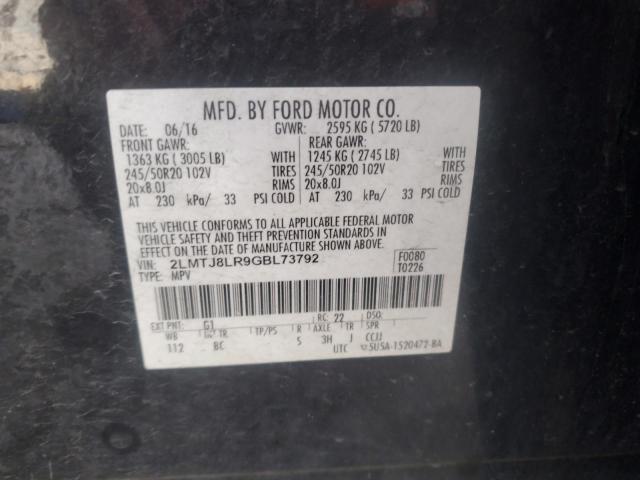 MFD. BY FORD MOTOR CO.
DATE: 06/16 GVWR: 2595 KG ( 5720 LB)
FRONT GAWR: REAR GAWR:
1363 KG ( 3005 LB) WITH 1245 KG ( 2745 LB) WITH
245/50R20 102V TIRES 245/50R20 102V TIRES
20x8.0J RIMS 20x8.0J RIMS
AT 230 kPa/ 33 PSI COLD AT 230 kPa/ 33 PSI COLD
THIS VEHICLE CONFORMS TO ALL APPLICABLE FEDERAL MOTOR
VEHICLE SAFETY AND THEFT PREVENTION STANDARDS IN
EFFECT ON THE DATE OF MANUFACTURE SHOWN ABOVE.
VIN: 2LMTJ8LR9GBL73792 F0080
TYPE: MPV T0226
EXT PNT: G1 RC: 22 DSO:
WB TR TP/PS R AXLE TR SPR
112 BC 5 3H J CCJJ
UTC 5U5A-1520472-BA